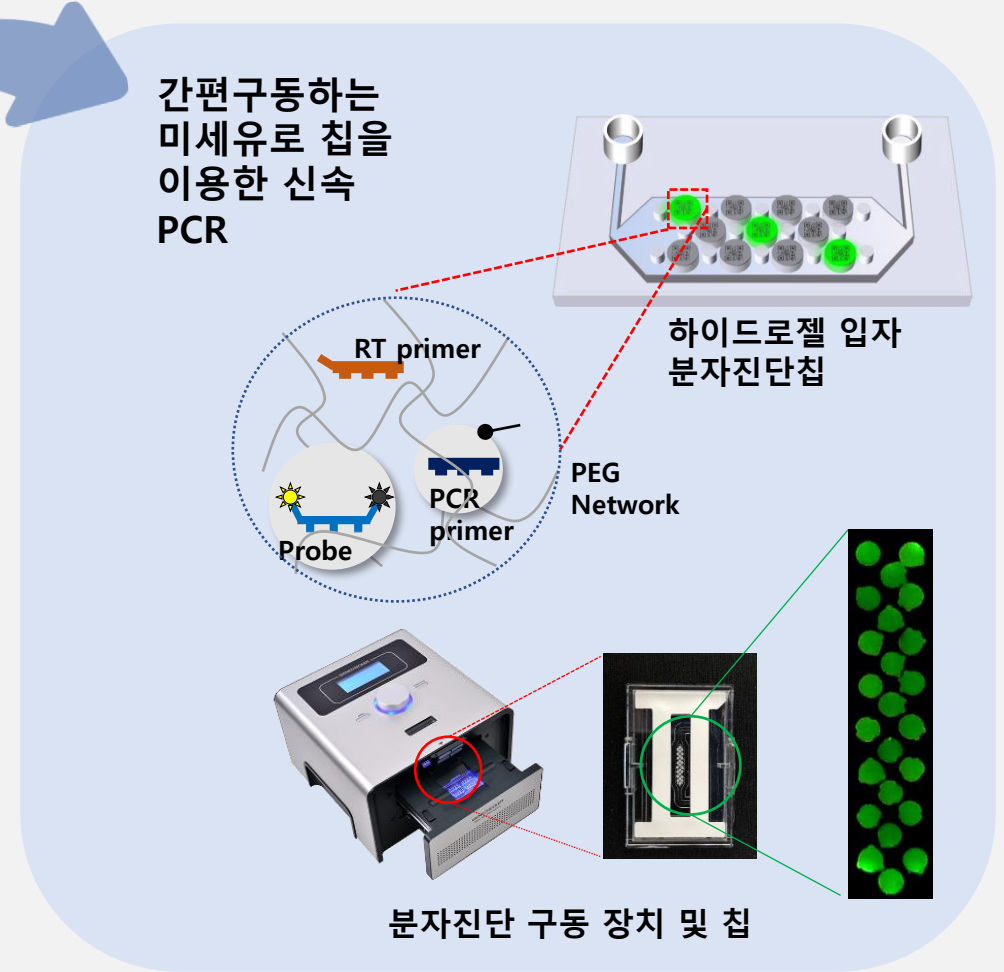 간편구동하는
미세유로 칩을
이용한 신속
PCR
하이드로젤 입자
분자진단칩
RT primer
PCR
primer
Probe
PEG
Network
분자진단 구동 장치 및 칩